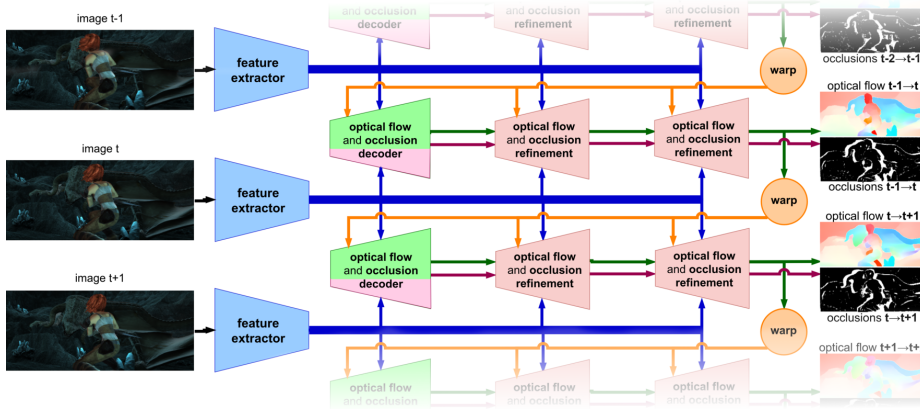 image t-1
feature
extractor
and occlusion
decoder
and occlusion
refinement
and occlusion
refinement
warp
occlusions t-2→t-1
optical flow t-1→t
optical flow
and occlusion
decoder
optical flow
and occlusion
refinement
optical flow
and occlusion
refinement
occlusions t-1→t
image t
feature
extractor
warp
optical flow t→t+1
optical flow
and occlusion
decoder
optical flow
and occlusion
refinement
optical flow
and occlusion
refinement
occlusions t→t+1
image t+1
feature
extractor
warp
optical flow t+1→t+
optical flow
and occlusion
decoder
optical flow
and occlusion
refinement
optical flow
and occlusion
refinement